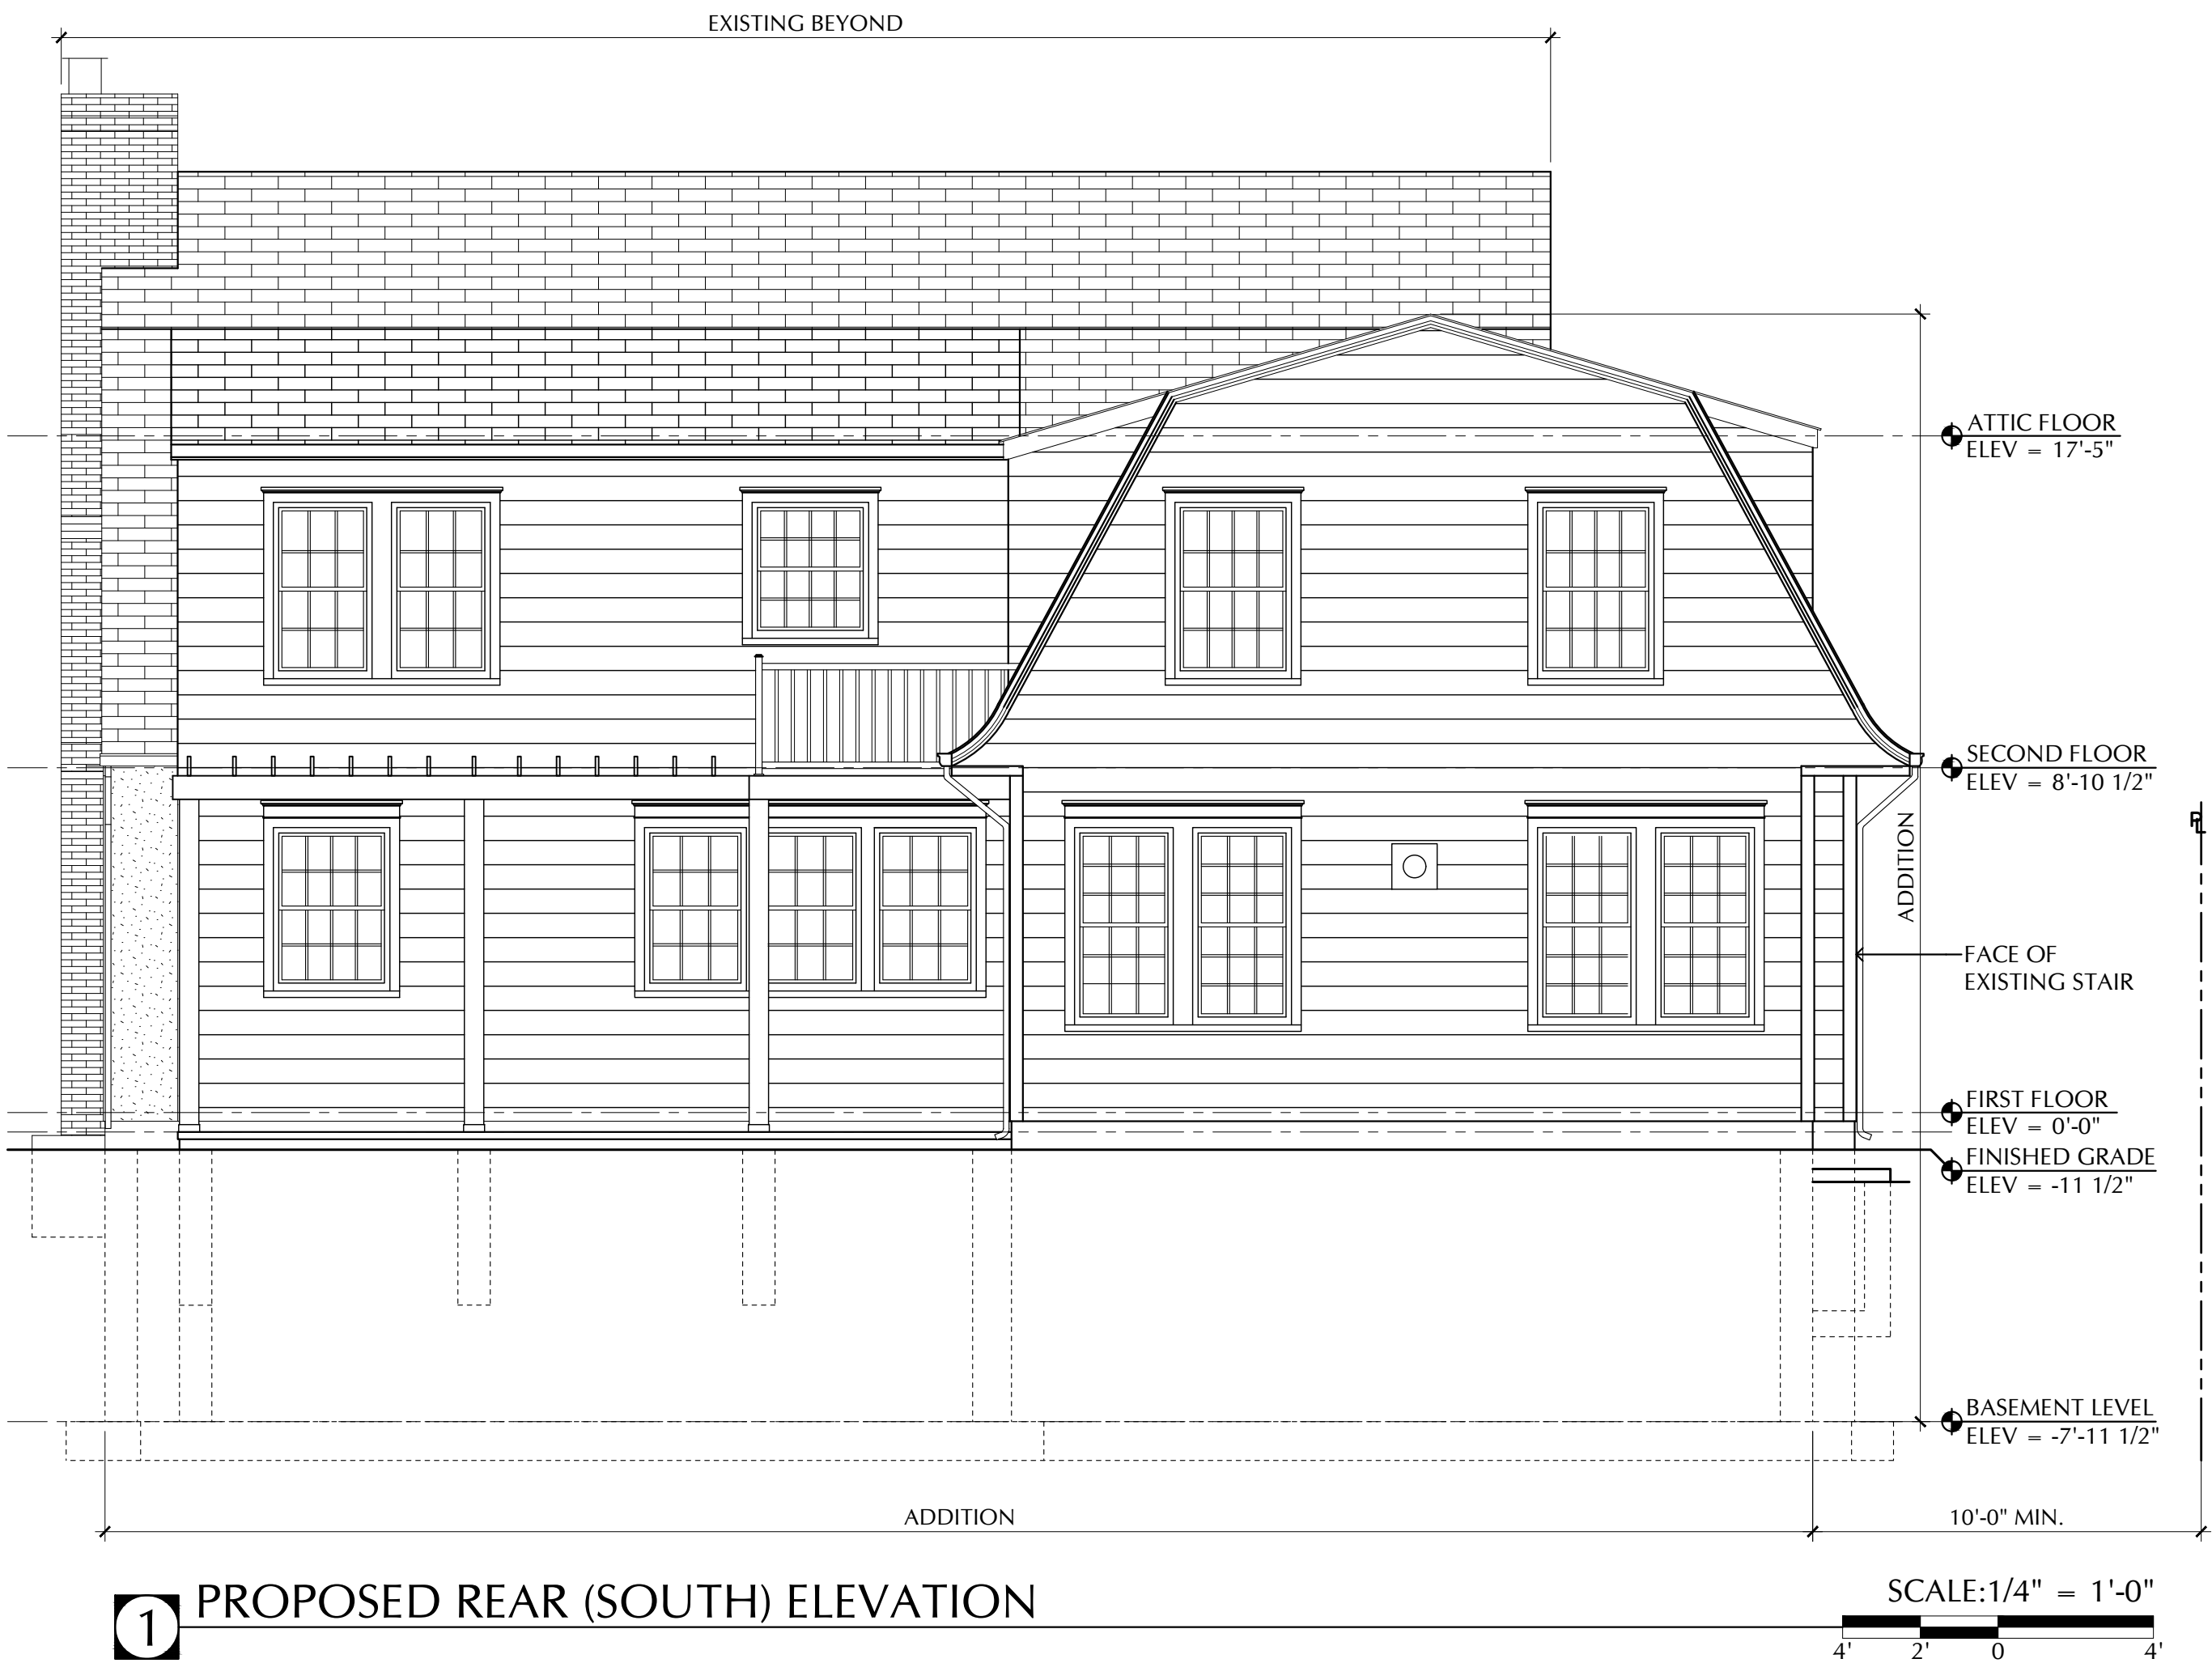 EXISTING BEYOND
ATTIC FLOOR
ELEV = 17'-5"
SECOND FLOOR
ELEV = 8'-10 1/2"
ADDITION
PL
FACE OF
EXISTING STAIR
FIRST FLOOR
ELEV = 0'-0"
FINISHED GRADE
ELEV = -11 1/2"
BASEMENT LEVEL
ELEV = -7'-11 1/2"
ADDITION
10'-0" MIN.
1 PROPOSED REAR (SOUTH) ELEVATION
SCALE:1/4" = 1'-0"
4' 2' 0 4'